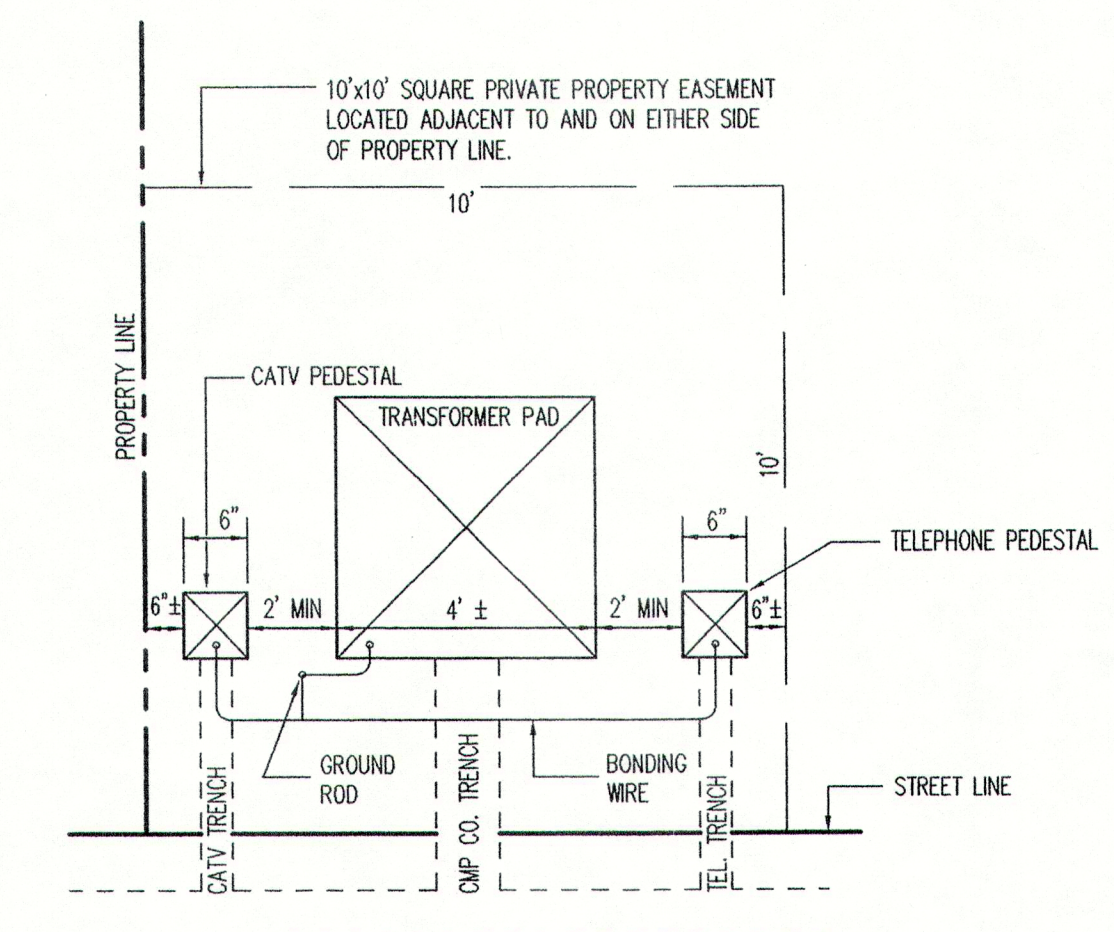 10'x10' SQUARE PRIVATE PROPERTY EASEMENT
LOCATED ADJACENT TO AND ON EITHER SIDE
OF PROPERTY LINE.
10'
PROPERTY LINE
CATV PEDESTAL
TRANSFORMER PAD
10'
6"
6"
TELEPHONE PEDESTAL
6"±
2' MIN
4' ±
2' MIN
6"±
GROUND
ROD
BONDING
WIRE
STREET LINE
CATV TRENCH
CMP CO. TRENCH
TEL. TRENCH